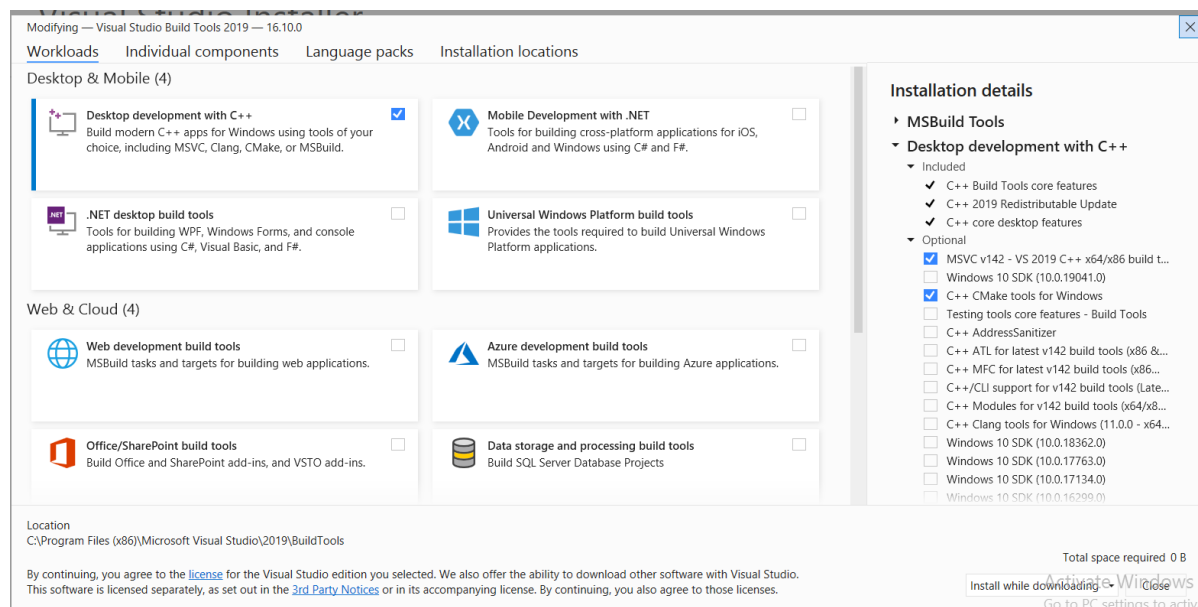 Visual Studio Installer
Modifying — Visual Studio Build Tools 2019 — 16.10.0
Workloads Individual components Language packs Installation locations
Desktop & Mobile (4)
Desktop development with C++
Build modern C++ apps for Windows using tools of your
choice, including MSVC, Clang, CMake, or MSBuild.
Mobile Development with .NET
Tools for building cross-platform applications for iOS,
Android and Windows using C# and F#.
.NET
.NET desktop build tools
Tools for building WPF, Windows Forms, and console
applications using C#, Visual Basic, and F#.
Universal Windows Platform build tools
Provides the tools required to build Universal Windows
Platform applications.
Web & Cloud (4)
Web development build tools
MSBuild tasks and targets for building web applications.
Azure development build tools
MSBuild tasks and targets for building Azure applications.
Office/SharePoint build tools
Build Office and SharePoint add-ins, and VSTO add-ins.
Data storage and processing build tools
Build SQL Server Database Projects
Installation details
MSBuild Tools
Desktop development with C++
Included
C++ Build Tools core features
C++ 2019 Redistributable Update
C++ core desktop features
Optional
MSVC v142 - VS 2019 C++ x64/x86 build t...
Windows 10 SDK (10.0.19041.0)
C++ CMake tools for Windows
Testing tools core features - Build Tools
C++ AddressSanitizer
C++ ATL for latest v142 build tools (x86 &...
C++ MFC for latest v142 build tools (x86...
C++/CLI support for v142 build tools (Late...
C++ Modules for v142 build tools (x64/x8...
C++ Clang tools for Windows (11.0.0 - x64...
Windows 10 SDK (10.0.18362.0)
Windows 10 SDK (10.0.17763.0)
Windows 10 SDK (10.0.17134.0)
Windows 10 SDK (10.0.16299.0)
Location
C:\Program Files (x86)\Microsoft Visual Studio\2019\BuildTools
By continuing, you agree to the license for the Visual Studio edition you selected. We also offer the ability to download other software with Visual Studio.
This software is licensed separately, as set out in the 3rd Party Notices or in its accompanying license. By continuing, you also agree to those licenses.
Total space required 0 B
Install while downloading Close
Activate Windows
Go to PC settings to activ